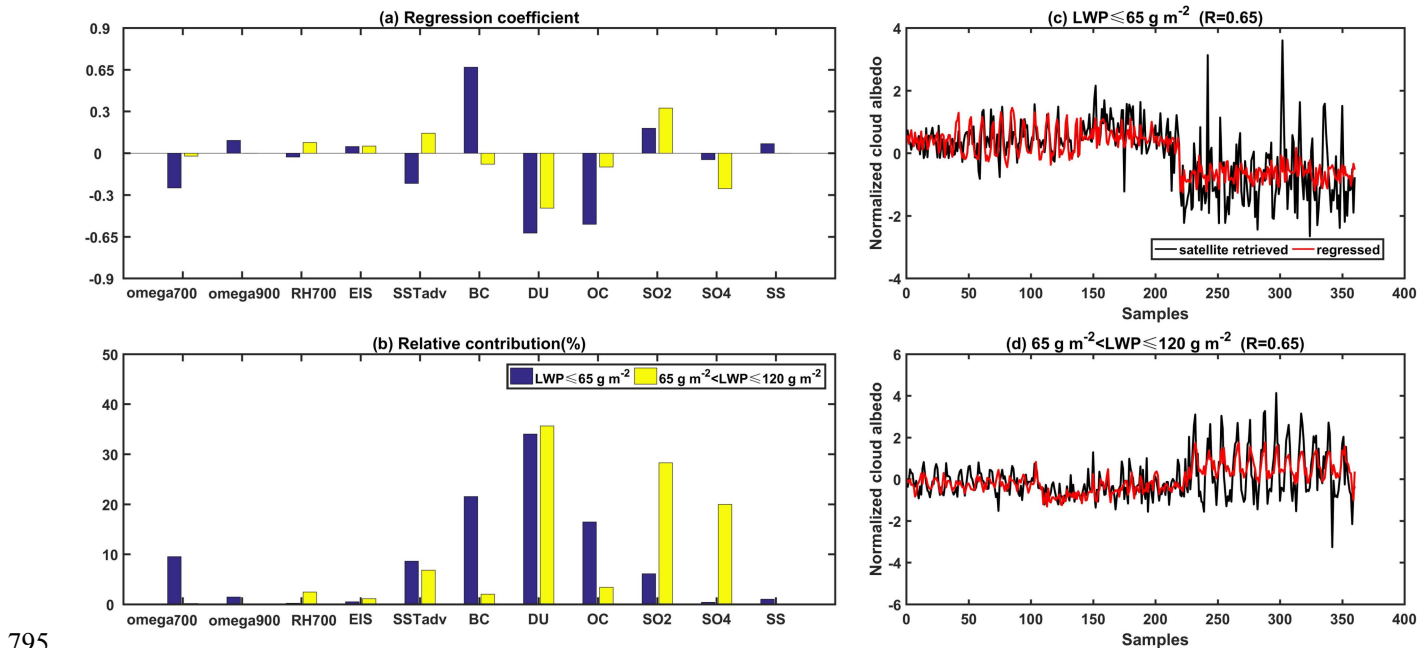 (a) Regression coefficient
0.9
0.65
0.3
0
-0.3
-0.65
-0.9
omega700 omega900 RH700 EIS SSTadv BC DU OC SO2 SO4 SS
(c) LWP≤65 g m-2 (R=0.65)
Normalized cloud albedo
4
2
0
-2
-4
satellite retrieved regressed
0 50 100 150 200 250 300 350 400
Samples
(b) Relative contribution(%)
LWP≤65 g m-2 65 g m-2<LWP≤120 g m-2
50
40
30
20
10
0
omega700 omega900 RH700 EIS SSTadv BC DU OC SO2 SO4 SS
(d) 65 g m-2<LWP≤120 g m-2 (R=0.65)
Normalized cloud albedo
6
4
2
0
-2
-4
-6
0 50 100 150 200 250 300 350 400
Samples
795